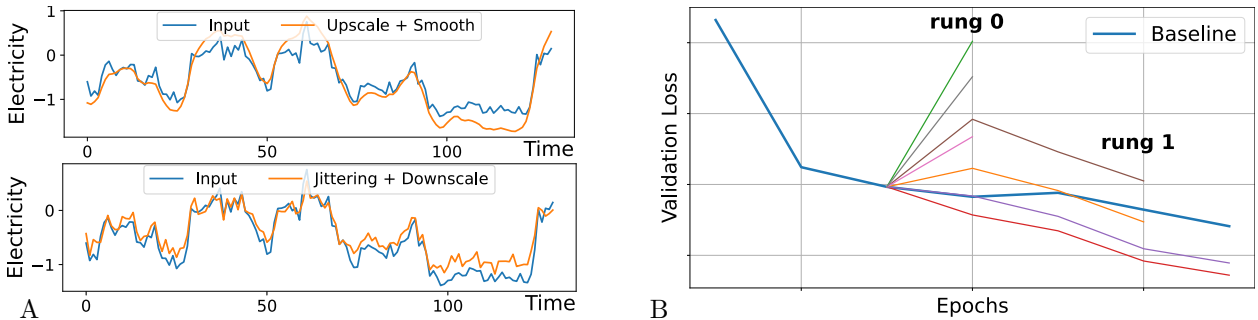 1
0
−1
Electricity
Input
Upscale + Smooth
0
50
100
Time
0
−1
Electricity
Input
Jittering + Downscale
0
50
100
Time
A
Validation Loss
rung 0
rung 1
Baseline
Epochs
B